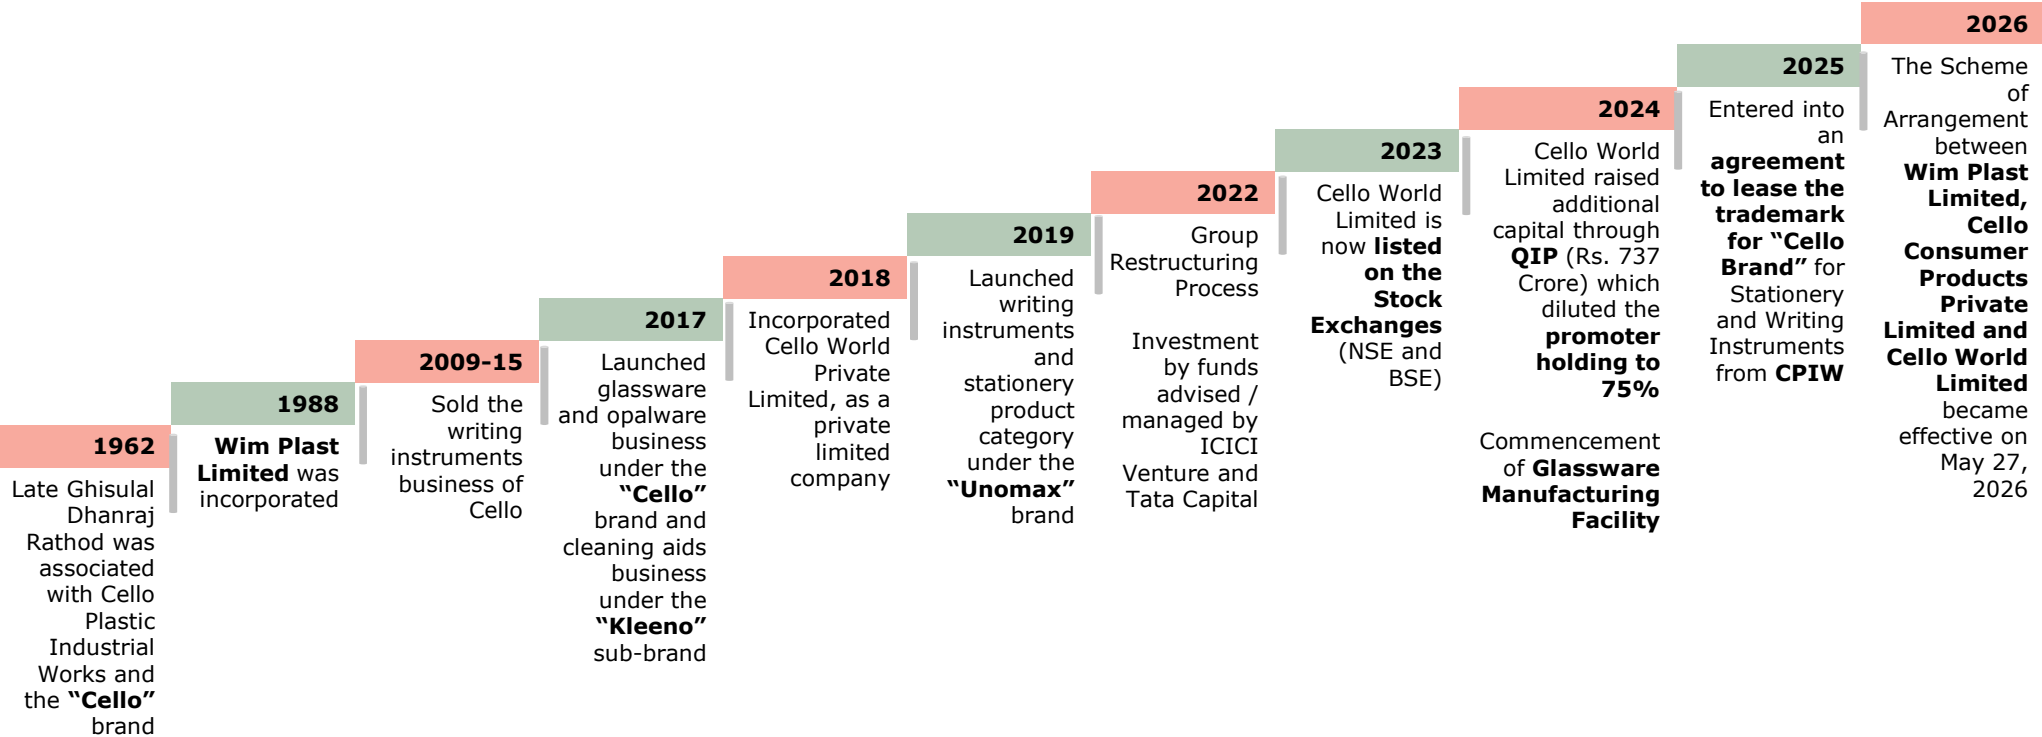 1962
Late Ghisulal
Dhanraj
Rathod was
associated
with Cello
Plastic
Industrial
Works and
the “Cello”
brand
1988
Wim Plast
Limited was
incorporated
2009-15
Sold the
writing
instruments
business of
Cello
2017
Launched
glassware
and opalware
business
under the
“Cello”
brand and
cleaning aids
business
under the
“Kleeno”
sub-brand
2018
Incorporated
Cello World
Private
Limited, as a
private
limited
company
2019
Launched
writing
instruments
and
stationery
product
category
under the
“Unomax”
brand
2022
Group
Restructuring
Process
Investment
by funds
advised /
managed by
ICICI
Venture and
Tata Capital
2023
Cello World
Limited is
now listed
on the
Stock
Exchanges
(NSE and
BSE)
2024
Cello World
Limited raised
additional
capital through
QIP (Rs. 737
Crore) which
diluted the
promoter
holding to
75%
Commencement
of Glassware
Manufacturing
Facility
2025
Entered into
an
agreement
to lease the
trademark
for “Cello
Brand” for
Stationery
and Writing
Instruments
from CPIW
2026
The Scheme
of
Arrangement
between
Wim Plast
Limited,
Cello
Consumer
Products
Private
Limited and
Cello World
Limited
became
effective on
May 27,
2026